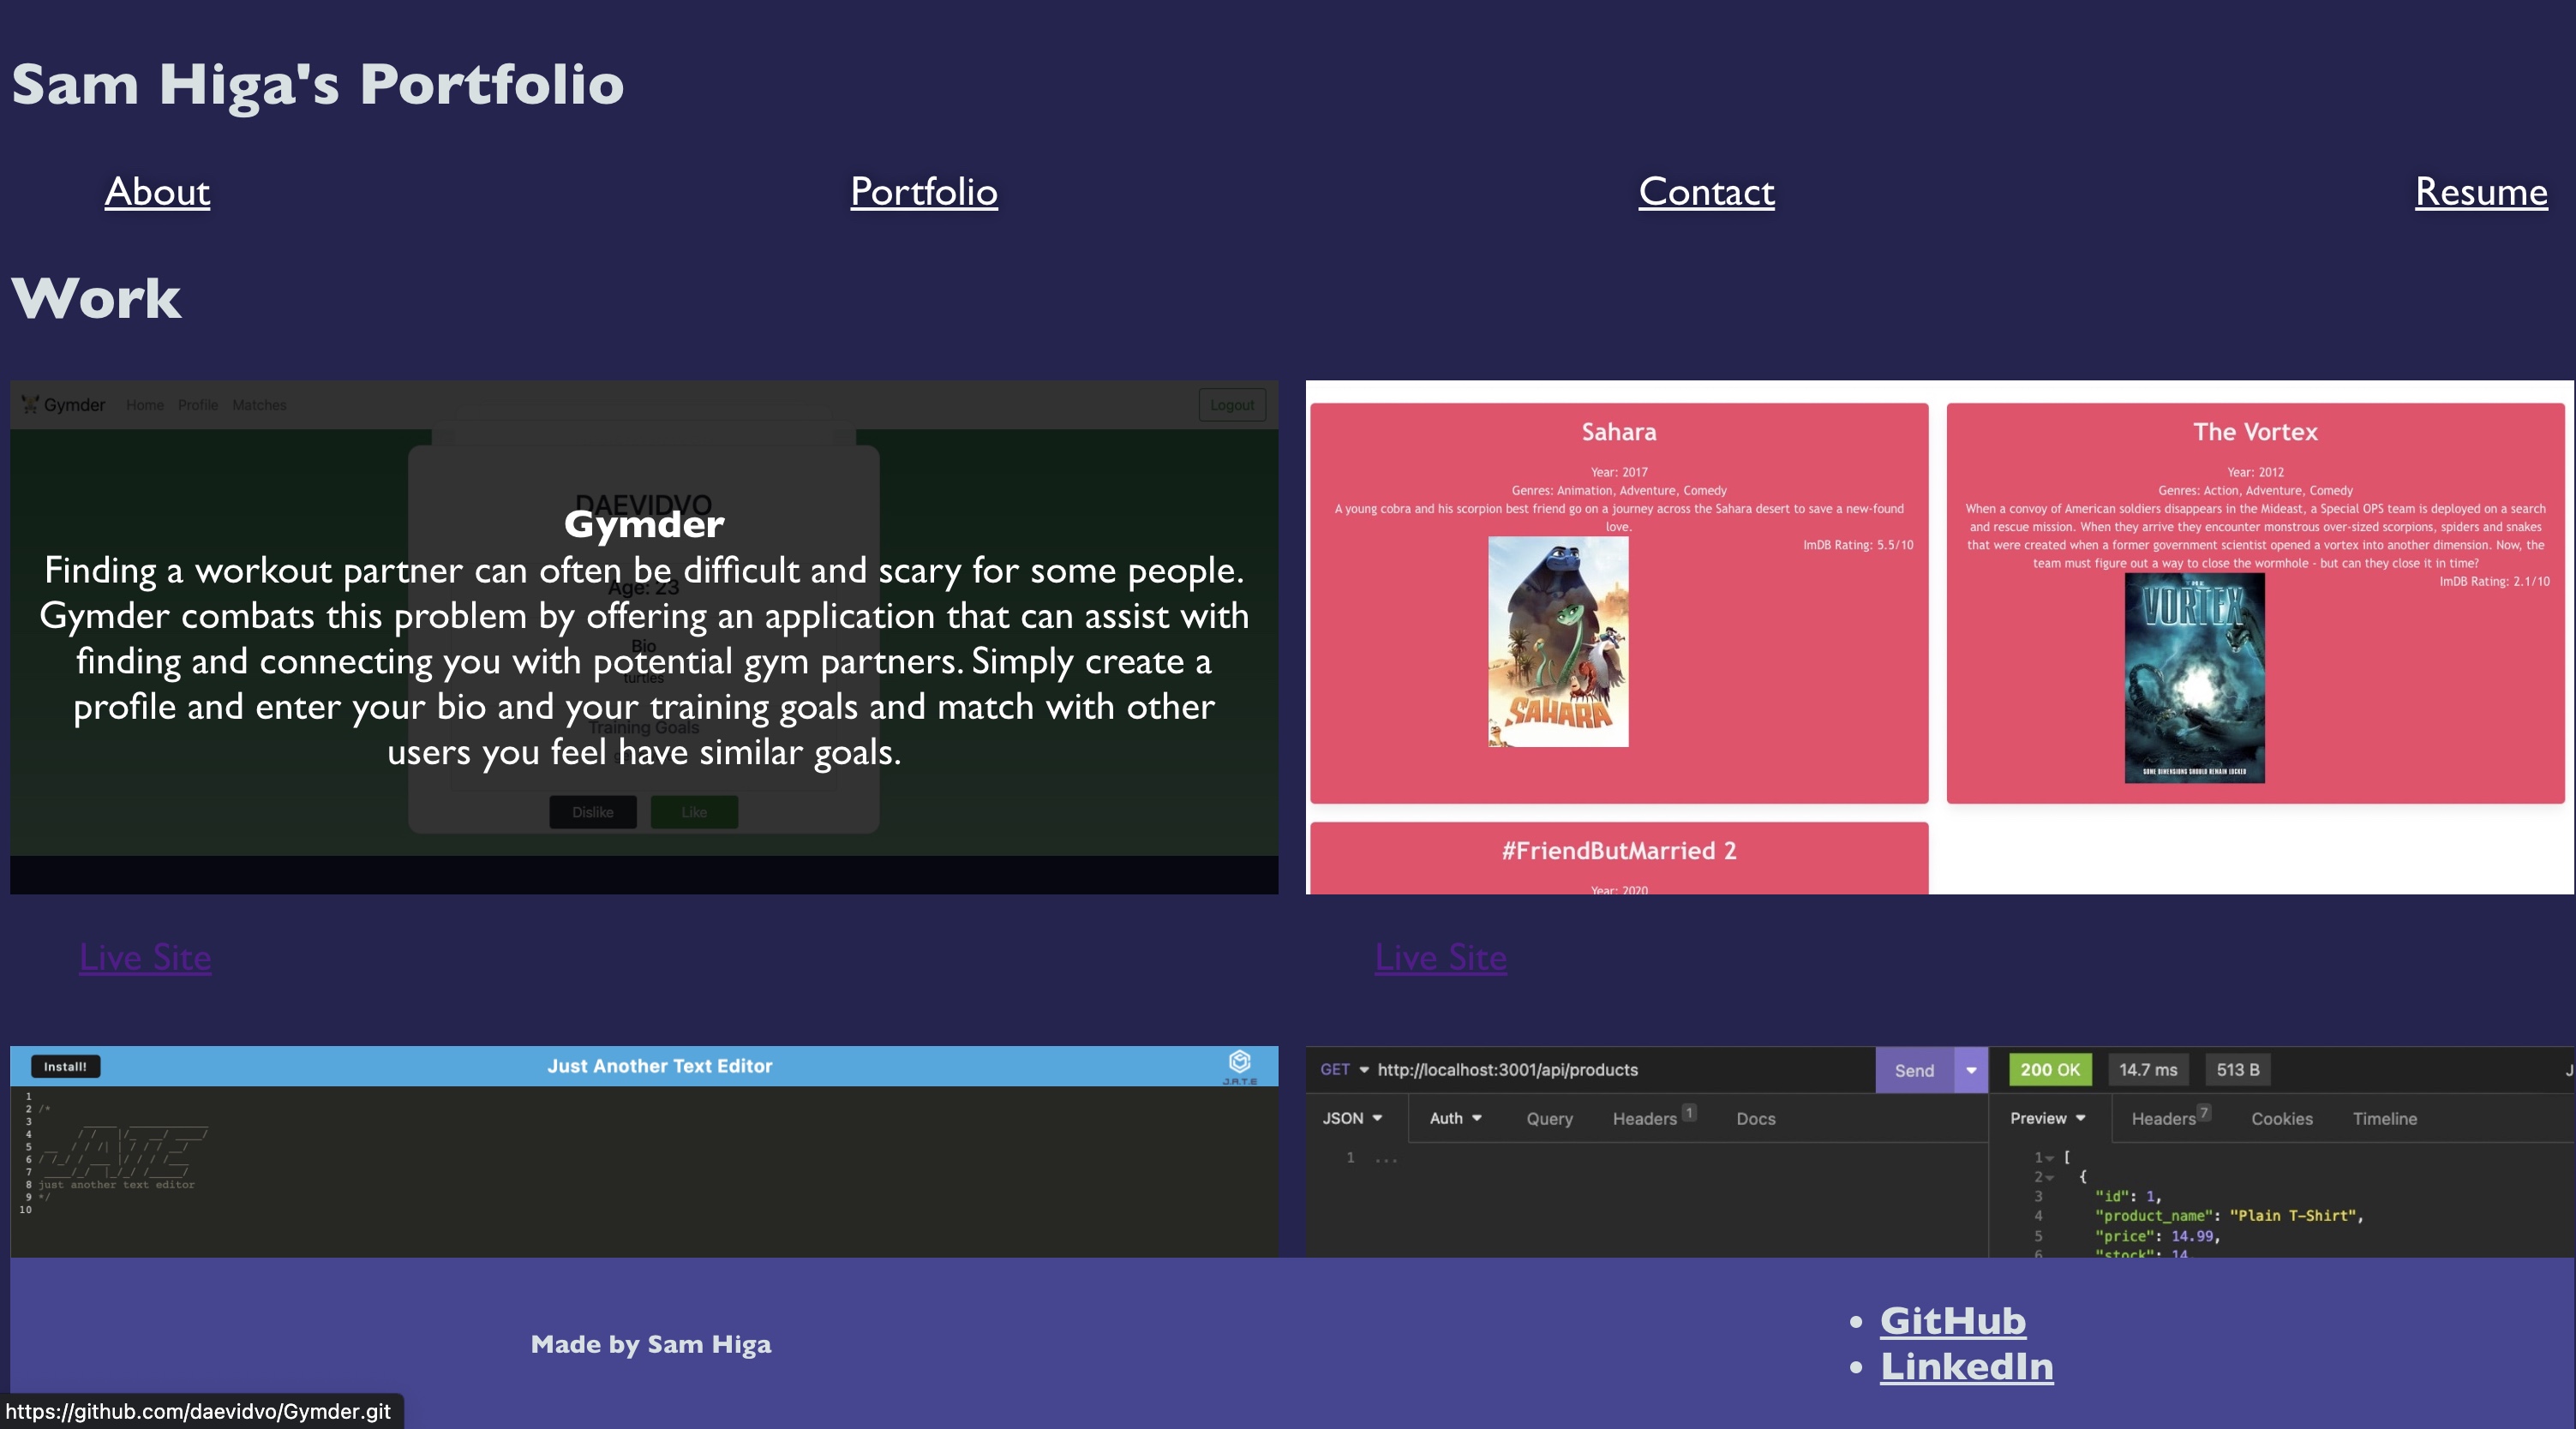 Sam Higa's Portfolio
About Portfolio Contact Resume
Work
Gymder Home Profile Matches Logout
DAEVIDVO
Gymder
Finding a workout partner can often be difficult and scary for some people.
Age: 23
Gymder combats this problem by offering an application that can assist with
Bio
finding and connecting you with potential gym partners. Simply create a
turtles
profile and enter your bio and your training goals and match with other
Training Goals
users you feel have similar goals.
Dislike Like
Sahara
Year: 2017
Genres: Animation, Adventure, Comedy
A young cobra and his scorpion best friend go on a journey across the Sahara desert to save a new-found
love.
ImDB Rating: 5.5/10
SAHARA
The Vortex
Year: 2012
Genres: Action, Adventure, Comedy
When a convoy of American soldiers disappears in the Mideast, a Special OPS team is deployed on a search
and rescue mission. When they arrive they encounter monstrous over-sized scorpions, spiders and snakes
that were created when a former government scientist opened a vortex into another dimension. Now, the
team must figure out a way to close the wormhole - but can they close it in time?
ImDB Rating: 2.1/10
THE
VORTEX
SOME DIMENSIONS SHOULD REMAIN LOCKED
#FriendButMarried 2
Year: 2020
Live Site
Live Site
Install! Just Another Text Editor
J.A.T.E
1
2 /*
3
4
5
6
7
8 just another text editor
9 */
10
GET http://localhost:3001/api/products Send 200 OK 14.7 ms 513 B J
JSON Auth Query Headers 1 Docs Preview Headers 7 Cookies Timeline
1 ...
1 [
2 {
3 "id": 1,
4 "product_name": "Plain T-Shirt",
5 "price": 14.99,
6 "stock": 14,
Made by Sam Higa
• GitHub
• LinkedIn
https://github.com/daevidvo/Gymder.git